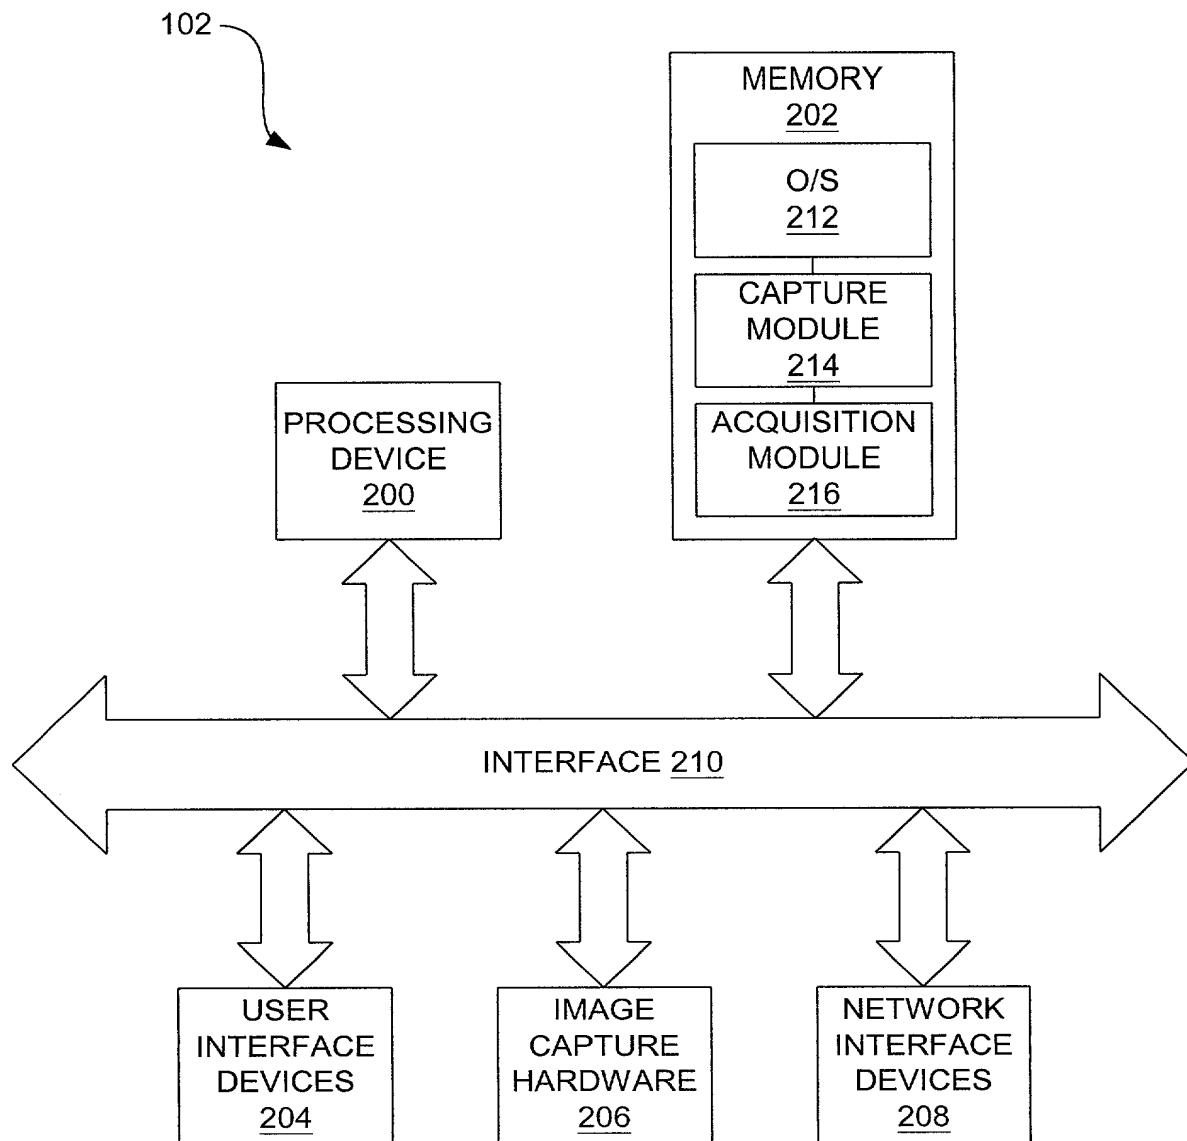 102
MEMORY
202
O/S
212
CAPTURE
MODULE
214
ACQUISITION
MODULE
216
PROCESSING
DEVICE
200
INTERFACE 210
USER
INTERFACE
DEVICES
204
IMAGE
CAPTURE
HARDWARE
206
NETWORK
INTERFACE
DEVICES
208